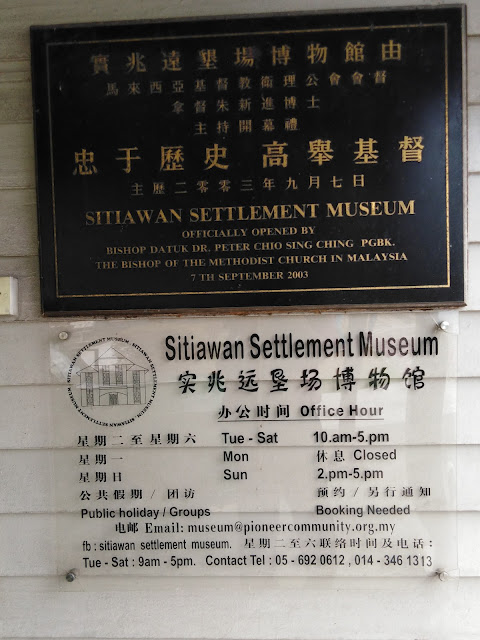 實兆遠墾場博物館由
馬來西亞基督教衛理公會會督
拿督朱新進博士
主持開幕禮
忠于歷史 高舉基督
主歷二零零三年九月七日
SITIAWAN SETTLEMENT MUSEUM
OFFICIALLY OPENED BY
BISHOP DATUK DR. PETER CHIO SING CHING PGBK.
THE BISHOP OF THE METHODIST CHURCH IN MALAYSIA
7 TH SEPTEMBER 2003
SITIAWAN SETTLEMENT MUSEUM · SITIAWAN SETTLEMENT MUSEUM ·
Sitiawan Settlement Museum
实兆远垦场博物馆
办公时间 Office Hour
星期二至星期六 Tue - Sat 10.am-5.pm
星期一 Mon 休息 Closed
星期日 Sun 2.pm-5.pm
公共假期 / 团访 预约 / 另行通知
Public holiday / Groups Booking Needed
电邮 Email: museum@pioneercommunity.org.my
fb : sitiawan settlement museum. 星期二至六联络时间及电话 :
Tue - Sat : 9am - 5pm. Contact Tel : 05 - 692 0612 , 014 - 346 1313